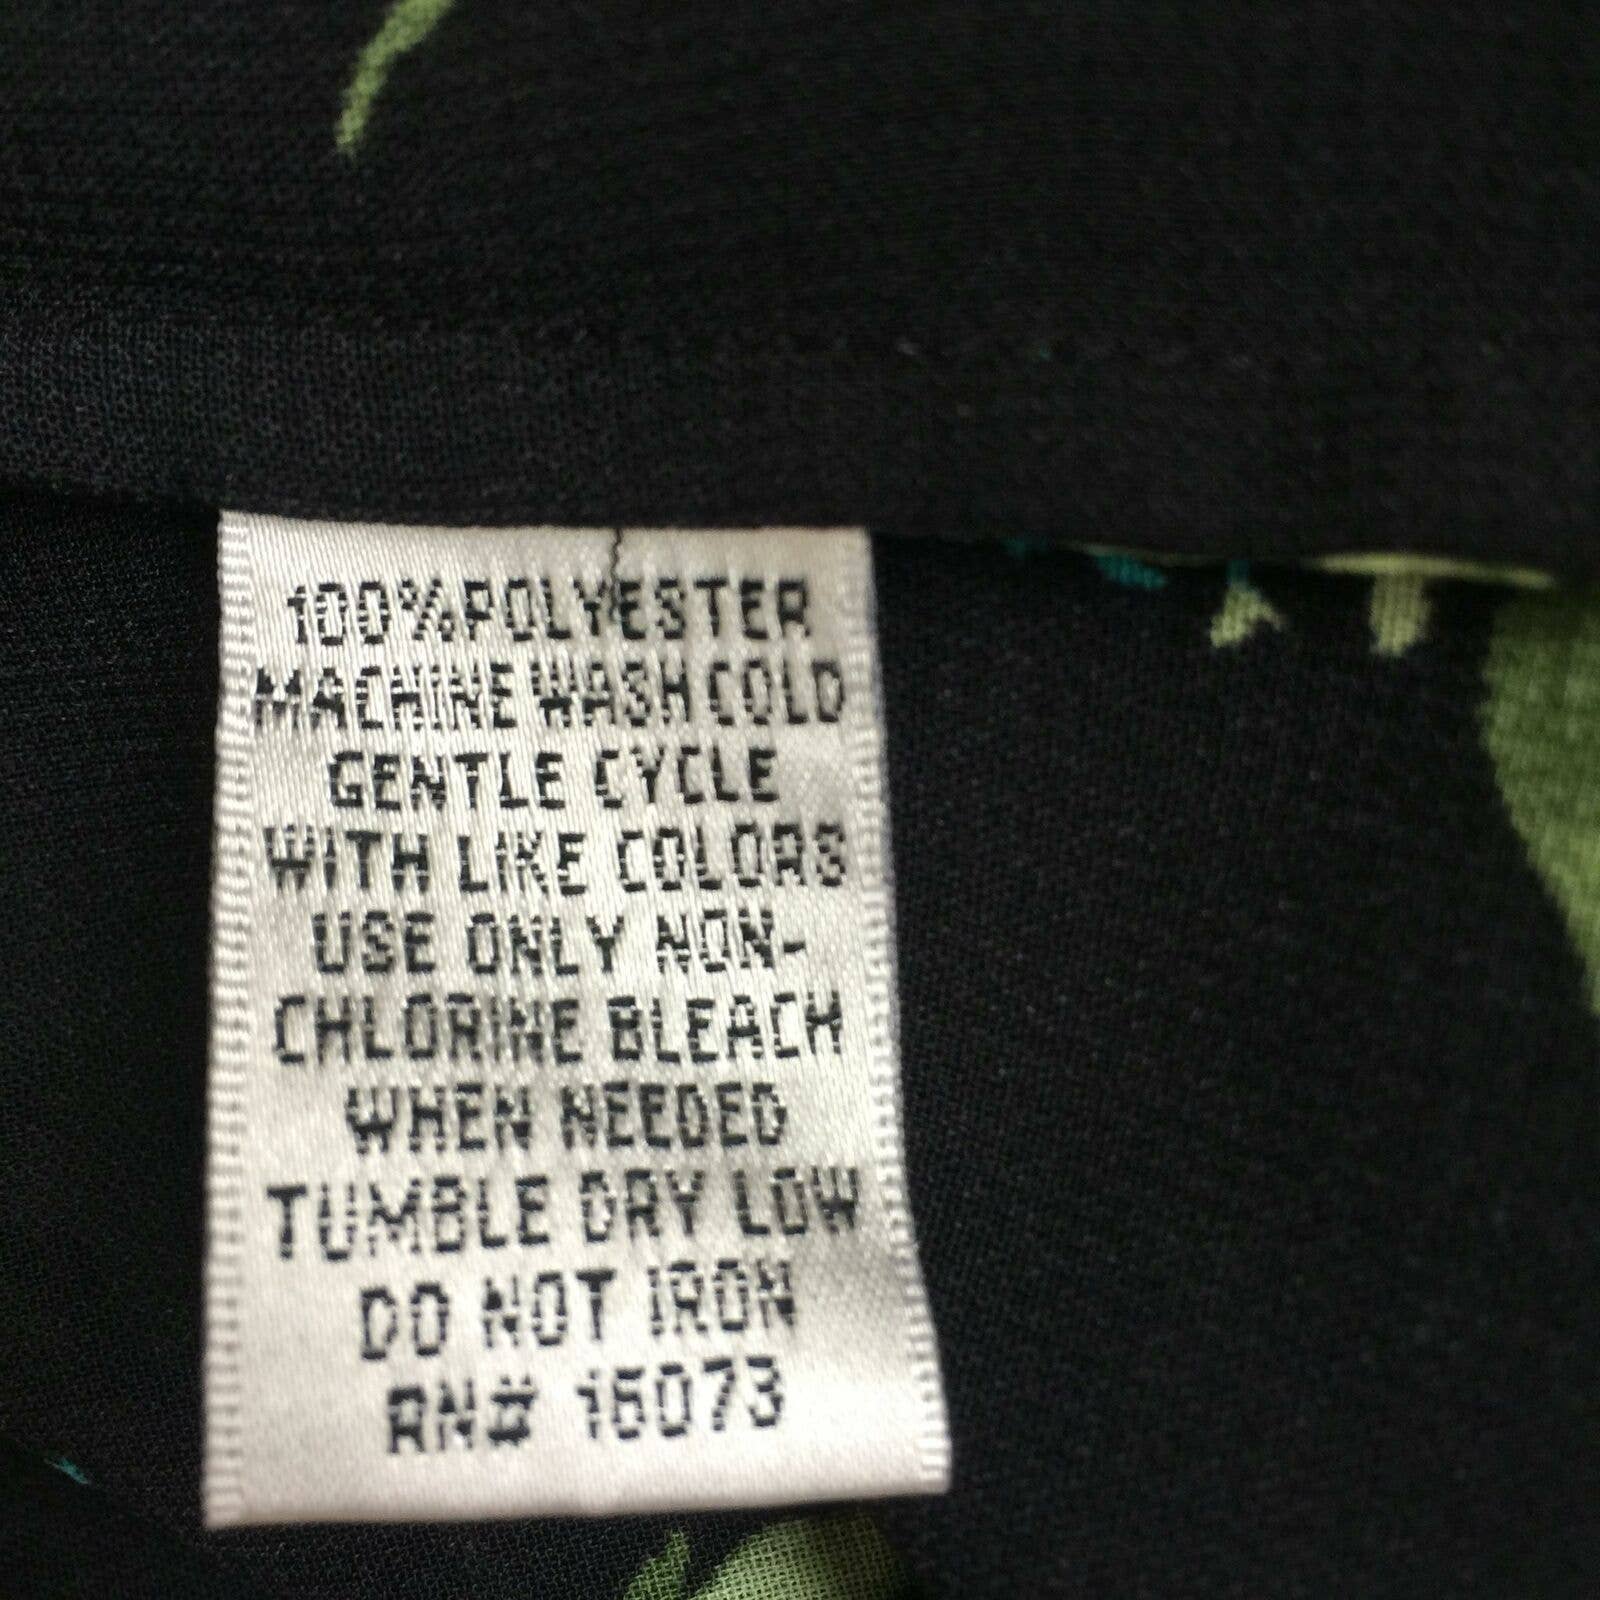 100% POLYESTER
MACHINE WASH COLD
GENTLE CYCLE
WITH LIKE COLORS
USE ONLY NON-
CHLORINE BLEACH
WHEN NEEDED
TUMBLE DRY LOW
DO NOT IRON
RN# 16073